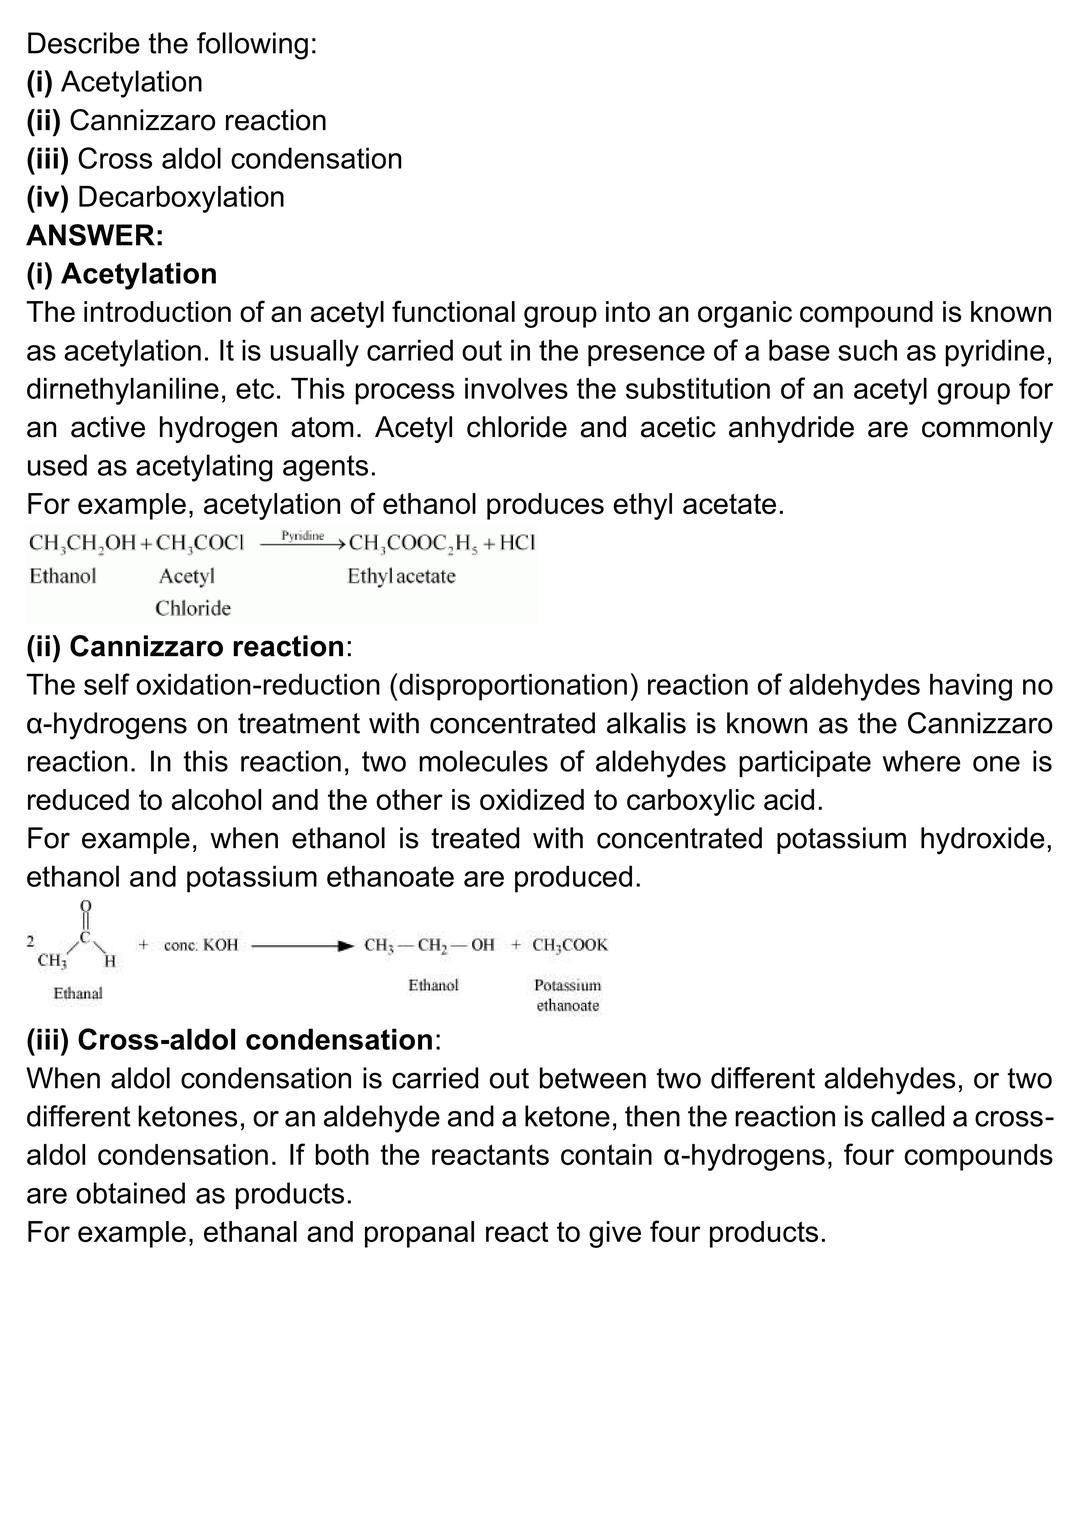 Describe the following:
(i) Acetylation
(ii) Cannizzaro reaction
(iii) Cross aldol condensation
(iv) Decarboxylation
ANSWER:
(i) Acetylation
The introduction of an acetyl functional group into an organic compound is known
as acetylation. It is usually carried out in the presence of a base such as pyridine,
dirnethylaniline, etc. This process involves the substitution of an acetyl group for
an active hydrogen atom. Acetyl chloride and acetic anhydride are commonly
used as acetylating agents.
For example, acetylation of ethanol produces ethyl acetate.
CH₃CH₂OH + CH₃COCl —Pyridine→ CH₃COOC₂H₅ + HCl
Ethanol Acetyl Ethyl acetate
Chloride
(ii) Cannizzaro reaction:
The self oxidation-reduction (disproportionation) reaction of aldehydes having no
α-hydrogens on treatment with concentrated alkalis is known as the Cannizzaro
reaction. In this reaction, two molecules of aldehydes participate where one is
reduced to alcohol and the other is oxidized to carboxylic acid.
For example, when ethanol is treated with concentrated potassium hydroxide,
ethanol and potassium ethanoate are produced.
O
2 C + conc. KOH → CH₃ — CH₂ — OH + CH₃COOK
CH₃ H
Ethanal Ethanol Potassium
ethanoate
(iii) Cross-aldol condensation:
When aldol condensation is carried out between two different aldehydes, or two
different ketones, or an aldehyde and a ketone, then the reaction is called a cross-
aldol condensation. If both the reactants contain α-hydrogens, four compounds
are obtained as products.
For example, ethanal and propanal react to give four products.